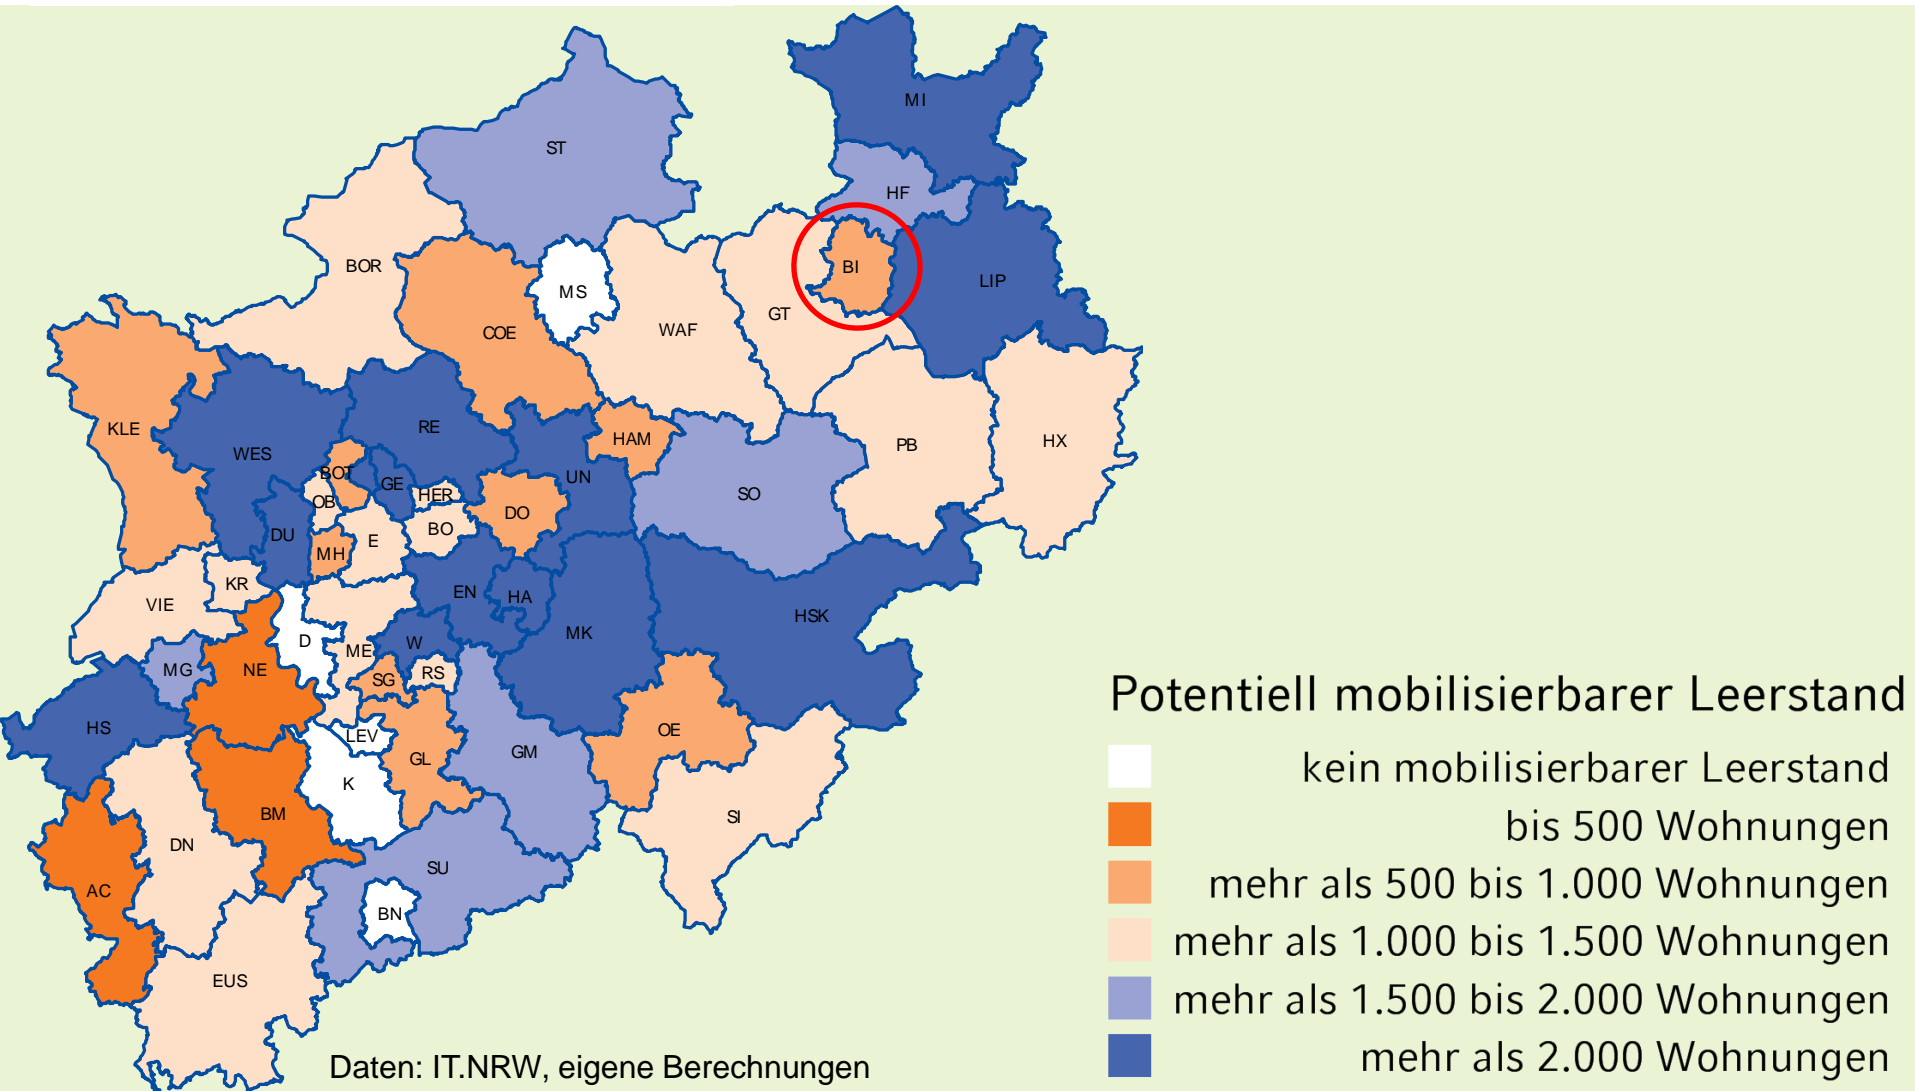 MI
ST
HF
BOR
BI
LIP
MS
GT
WAF
COE
KLE
RE
HAM
HX
PB
WES
BOT
UN
GE
SO
HER
OB
DO
BO
DU
E
MH
KR
EN
HA
VIE
HSK
MK
D
W
ME
MG
NE
RS
SG
HS
OE
LEV
GM
GL
K
BM
SI
DN
SU
AC
BN
EUS
Potentiell mobilisierbarer Leerstand
kein mobilisierbarer Leerstand
bis 500 Wohnungen
mehr als 500 bis 1.000 Wohnungen
mehr als 1.000 bis 1.500 Wohnungen
mehr als 1.500 bis 2.000 Wohnungen
mehr als 2.000 Wohnungen
Daten: IT.NRW, eigene Berechnungen